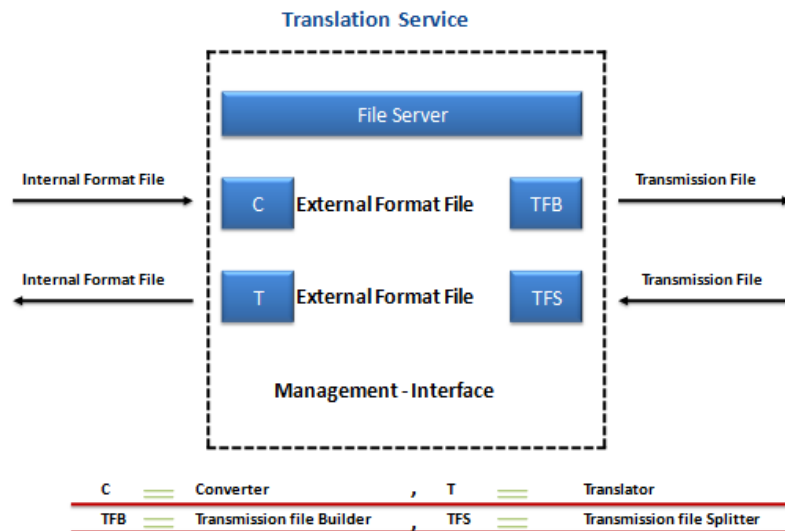 Translation Service
File Server
Internal Format File
Transmission File
C External Format File TFB
Internal Format File
Transmission File
T External Format File TFS
Management - Interface
C Converter , T Translator
TFB Transmission file Builder , TFS Transmission file Splitter